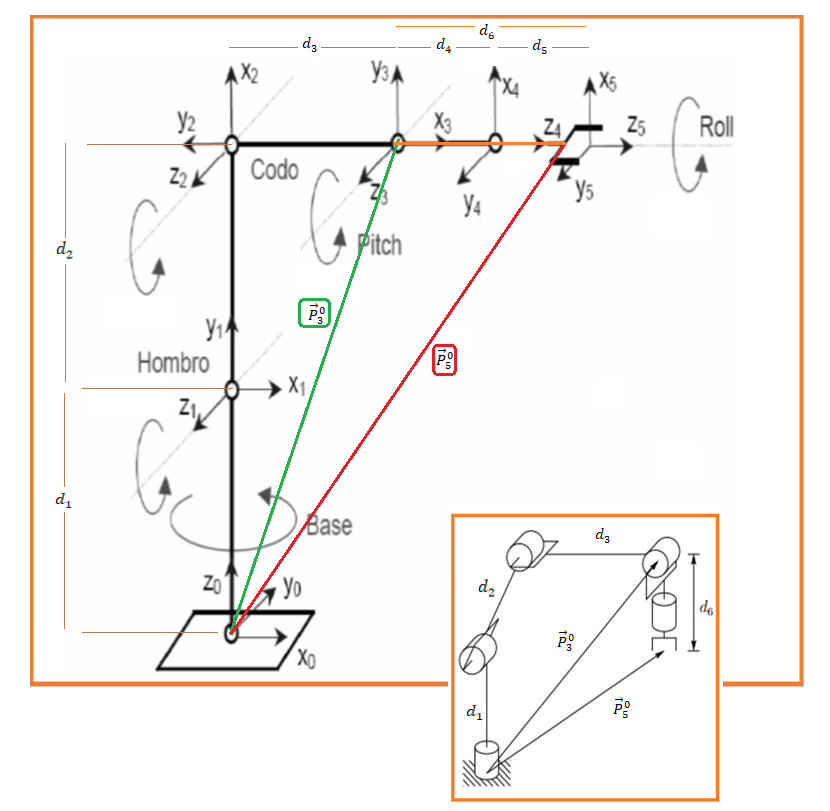 d₆
d₃ d₄ d₅
x₂ y₃ x₄ x₅
y₂ x₃ z₄ z₅ Roll
z₂ Codo z₃ y₄ y₅
Pitch
d₂
P⃗₃⁰
y₁
P⃗₅⁰
Hombro
x₁
z₁
d₁
Base
z₀ y₀
x₀
d₃
d₂
d₆
P⃗₃⁰
d₁
P⃗₅⁰